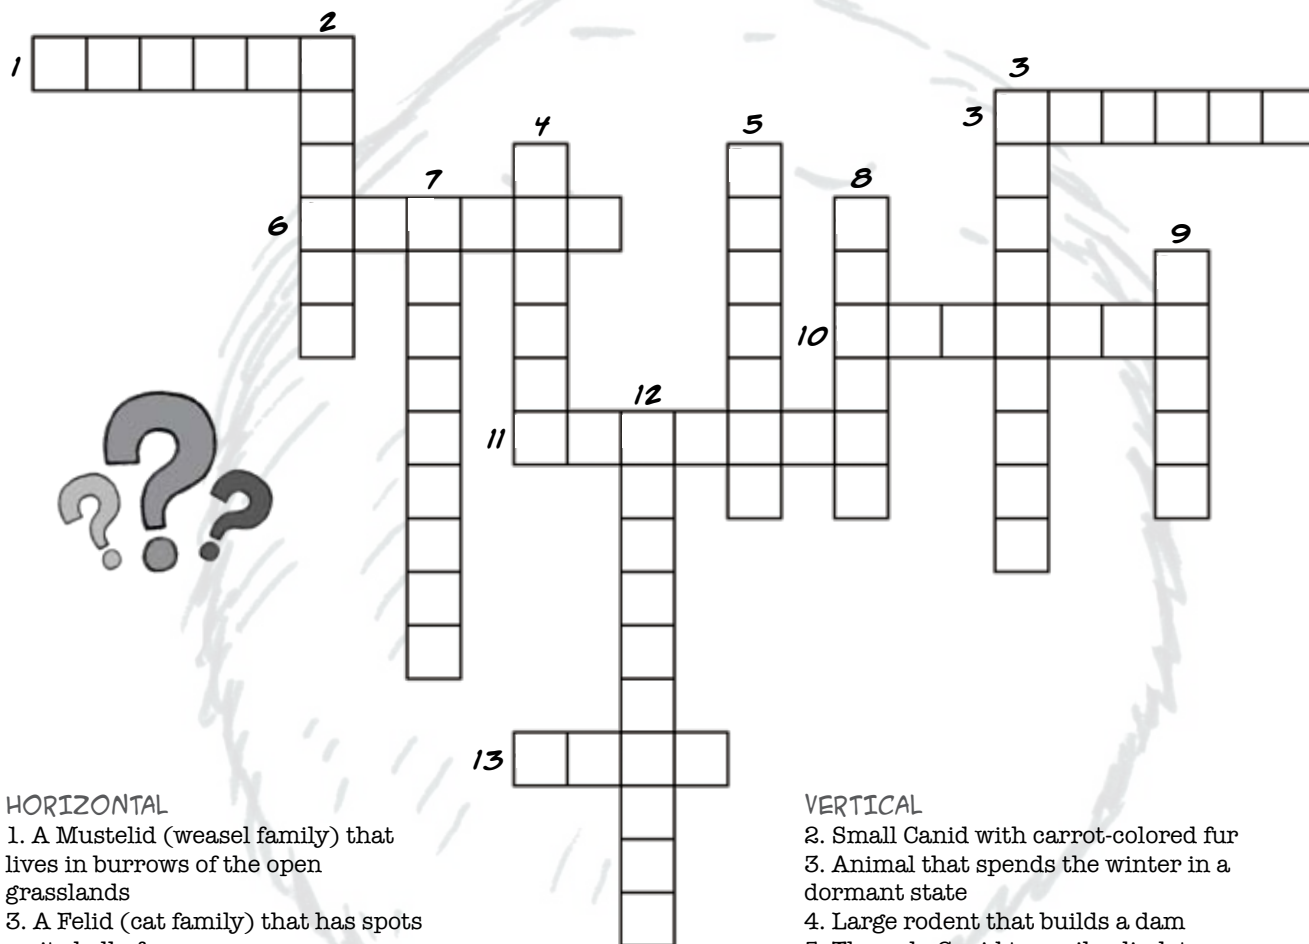 2
1
3
3
4
5
7
8
6
9
10
12
11
13
HORIZONTAL
1. A Mustelid (weasel family) that
lives in burrows of the open
grasslands
3. A Felid (cat family) that has spots
VERTICAL
2. Small Canid with carrot-colored fur
3. Animal that spends the winter in a
dormant state
4. Large rodent that builds a dam